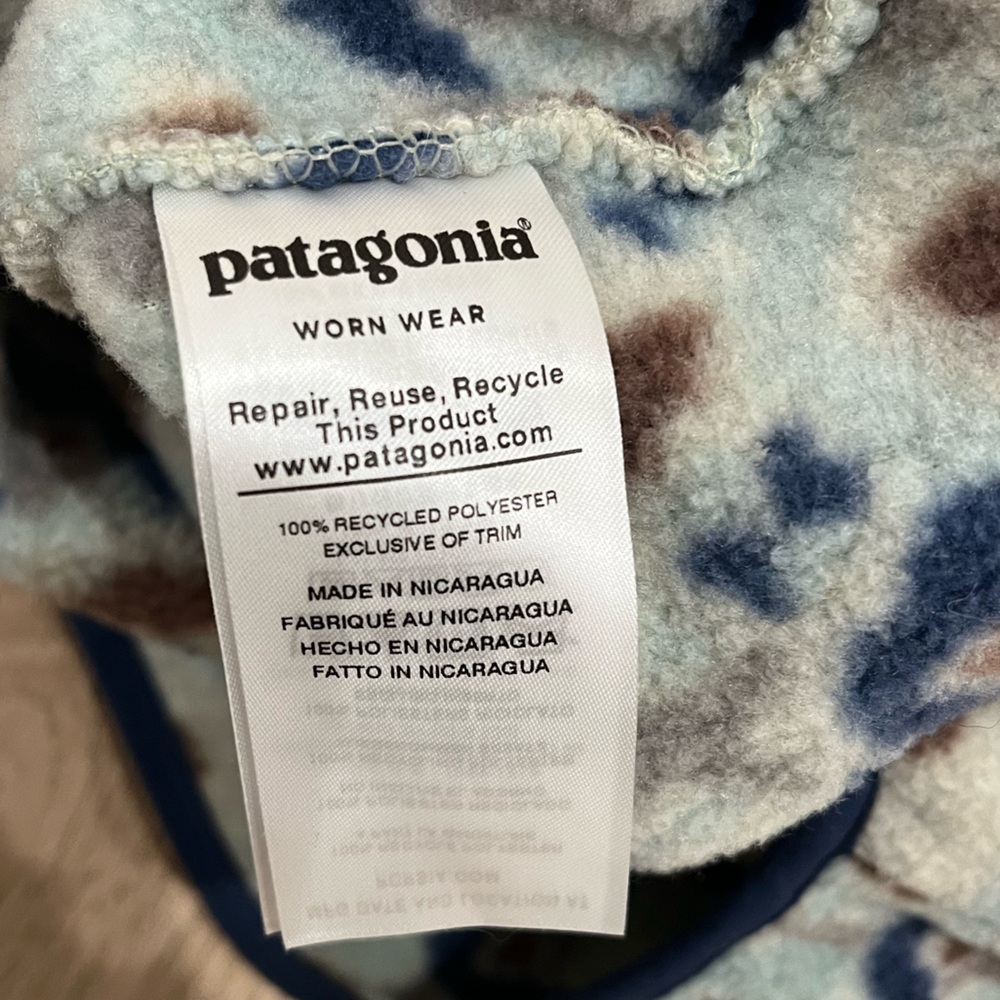 patagonia®
WORN WEAR
Repair, Reuse, Recycle
This Product
www.patagonia.com
100% RECYCLED POLYESTER
EXCLUSIVE OF TRIM
MADE IN NICARAGUA
FABRIQUÉ AU NICARAGUA
HECHO EN NICARAGUA
FATTO IN NICARAGUA